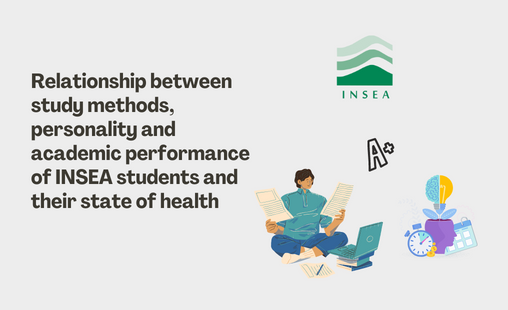 Relationship between
study methods,
personality and
academic performance
of INSEA students and
their state of health
INSEA
A+